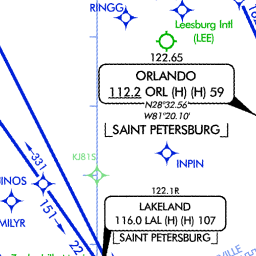 RINGG
Leesburg Intl
(LEE)
122.65
ORLANDO
112.2 ORL (H) (H) 59
N28°32.56
W81°20.10'
SAINT PETERSBURG
INPIN
KJ81S
331
MILYR
151
122.1R
LAKELAND
116.0 LAL (H) (H) 107
SAINT PETERSBURG
22